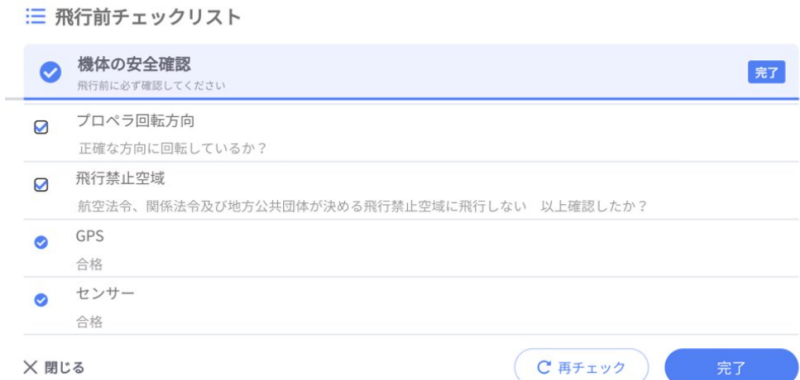 飛行前チェックリスト
機体の安全確認
飛行前に必ず確認してください
完了
プロペラ回転方向
正確な方向に回転しているか？
飛行禁止空域
航空法令、関係法令及び地方公共団体が決める飛行禁止空域に飛行しない　以上確認したか？
GPS
合格
センサー
合格
閉じる
再チェック
完了